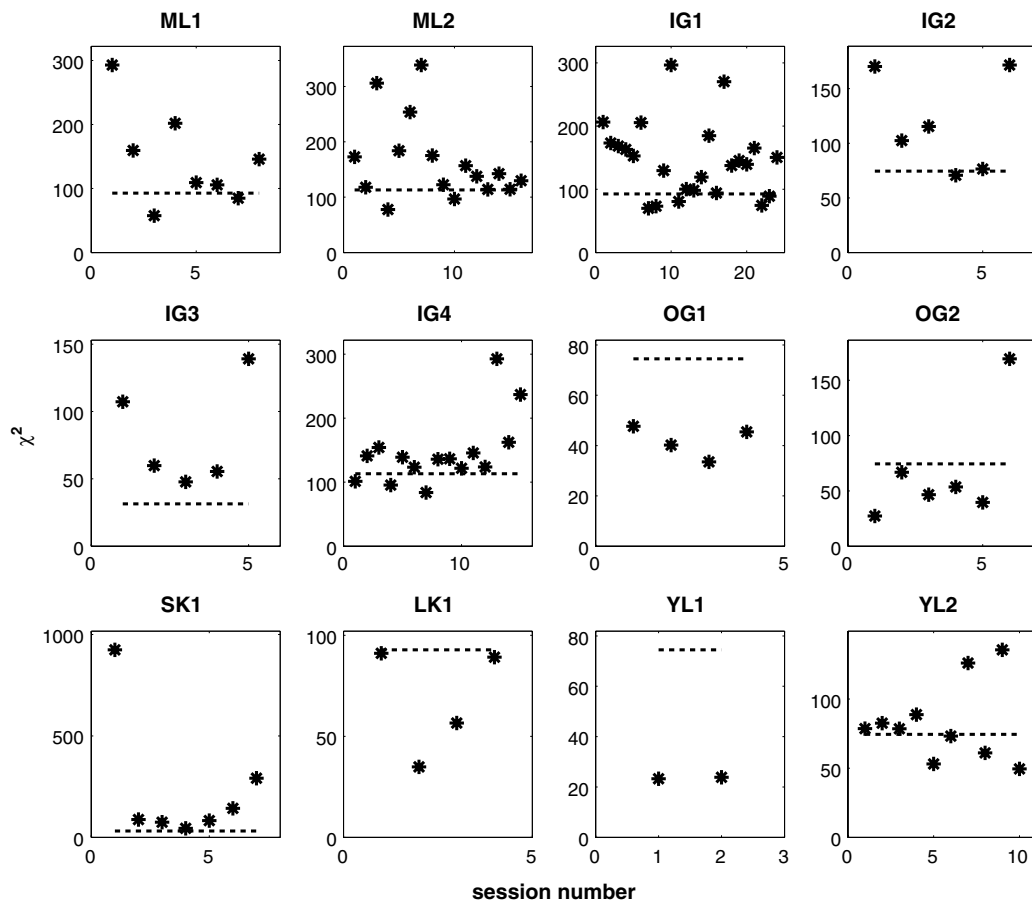 ML1 ML2 IG1 IG2
300 300 300 150
200 200 200 100
100 100 100 50
0 0 0 0
0 5 0 10 0 10 20 0 5
IG3 IG4 OG1 OG2
150 300 80 150
100 200 60 100
50 100 40 50
0 0 20 0
0
0 5 0 10 0 5 0 5
χ²
SK1 LK1 YL1 YL2
1000 100 80 100
500 50 60 50
0 0 40 0
20
0
0 5 0 5 0 1 2 3 0 5 10
session number